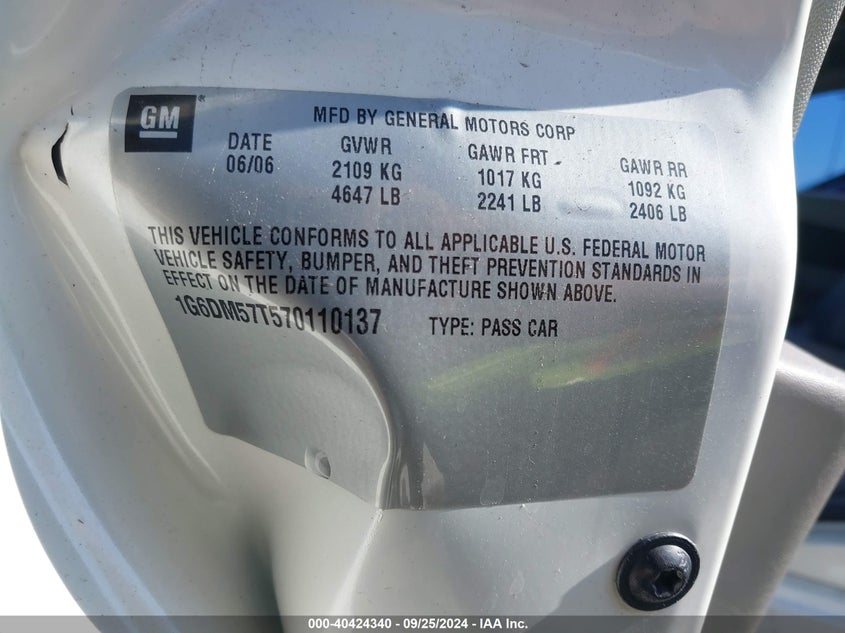 GM ®
MFD BY GENERAL MOTORS CORP
DATE GVWR GAWR FRT GAWR RR
06/06 2109 KG 1017 KG 1092 KG
4647 LB 2241 LB 2406 LB
THIS VEHICLE CONFORMS TO ALL APPLICABLE U.S. FEDERAL MOTOR
VEHICLE SAFETY, BUMPER, AND THEFT PREVENTION STANDARDS IN
EFFECT ON THE DATE OF MANUFACTURE SHOWN ABOVE.
1G6DM57T570110137 TYPE: PASS CAR
000-40424340 - 09/25/2024 - IAA Inc.